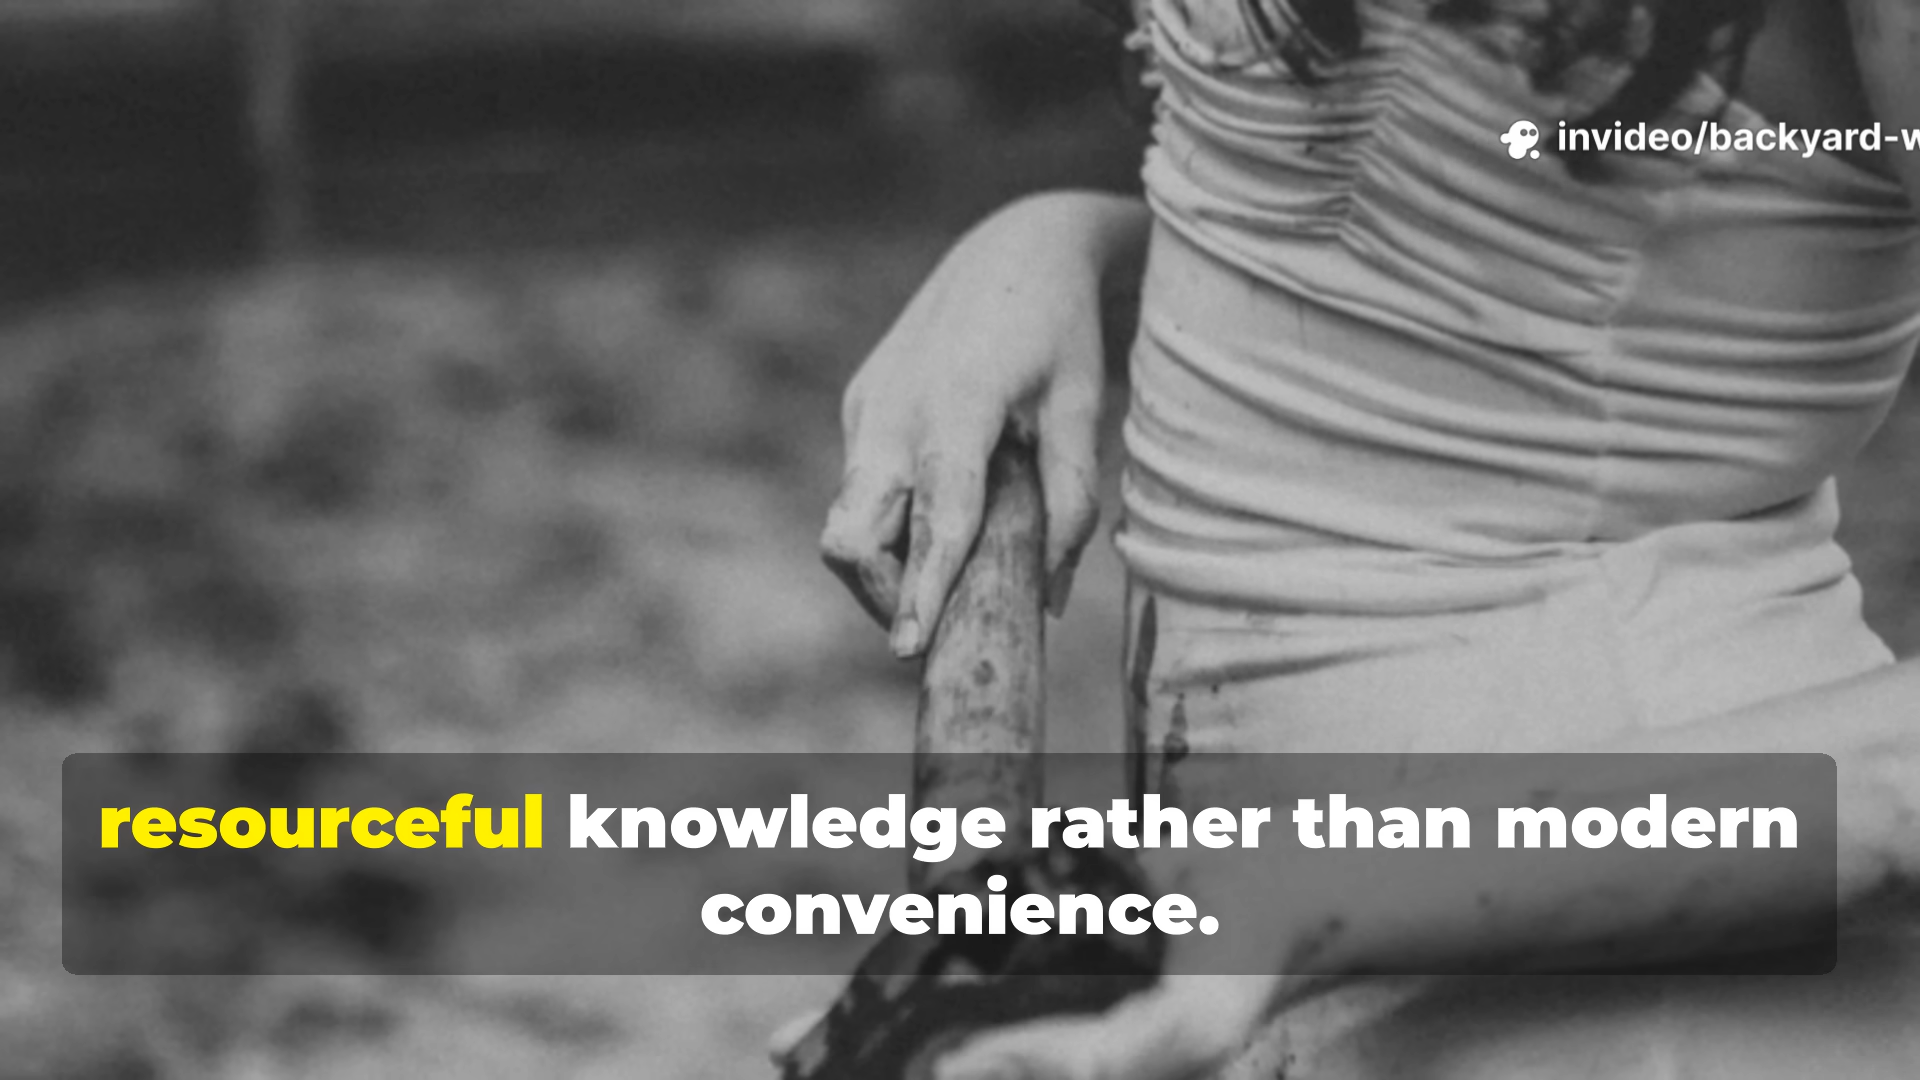 invideo/backyard-w
resourceful knowledge rather than modern
convenience.